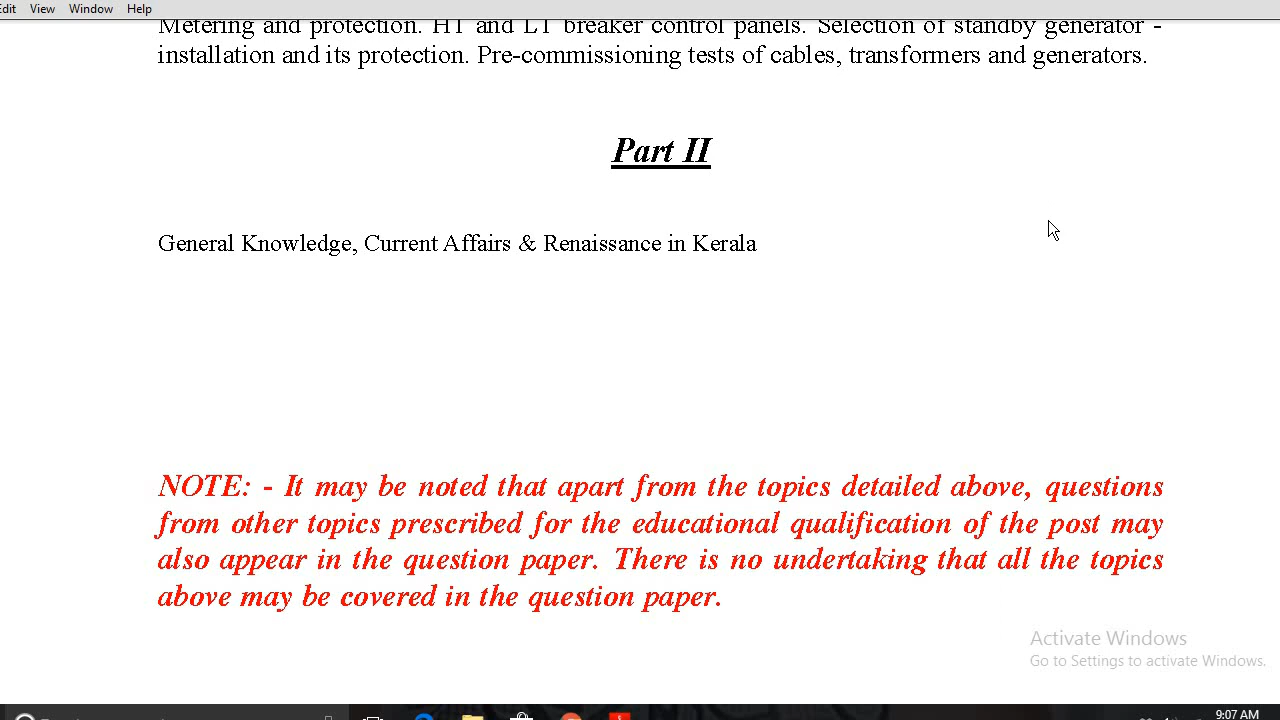 Edit View Window Help
Metering and protection. HT and LT breaker control panels. Selection of standby generator -
installation and its protection. Pre-commissioning tests of cables, transformers and generators.
Part II
General Knowledge, Current Affairs & Renaissance in Kerala
NOTE: - It may be noted that apart from the topics detailed above, questions
from other topics prescribed for the educational qualification of the post may
also appear in the question paper. There is no undertaking that all the topics
above may be covered in the question paper.
Activate Windows
Go to Settings to activate Windows.
9:07 AM